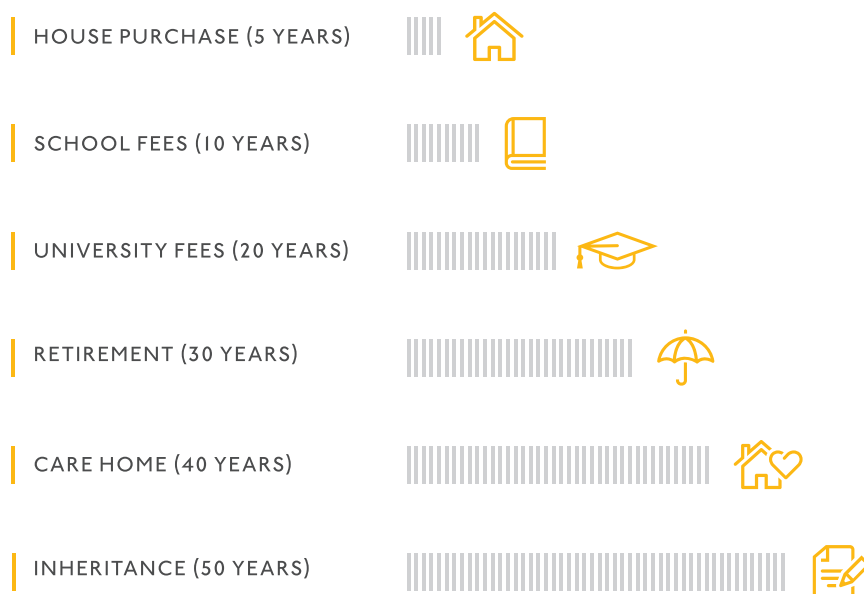 HOUSE PURCHASE (5 YEARS)
SCHOOL FEES (10 YEARS)
UNIVERSITY FEES (20 YEARS)
RETIREMENT (30 YEARS)
CARE HOME (40 YEARS)
INHERITANCE (50 YEARS)